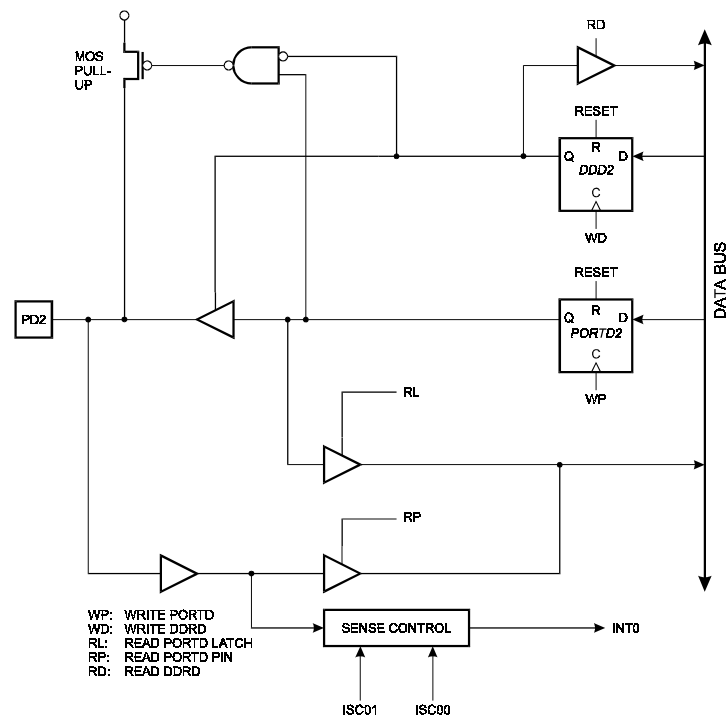 RD
MOS
PULL-
UP
RESET
R
Q
D
DDD2
C
WD
DATA BUS
RESET
R
PD2
Q
D
PORTD2
C
WP
RL
RP
WP: WRITE PORTD
WD: WRITE DDRD
RL: READ PORTD LATCH
RP: READ PORTD PIN
RD: READ DDRD
SENSE CONTROL
INT0
ISC01
ISC00